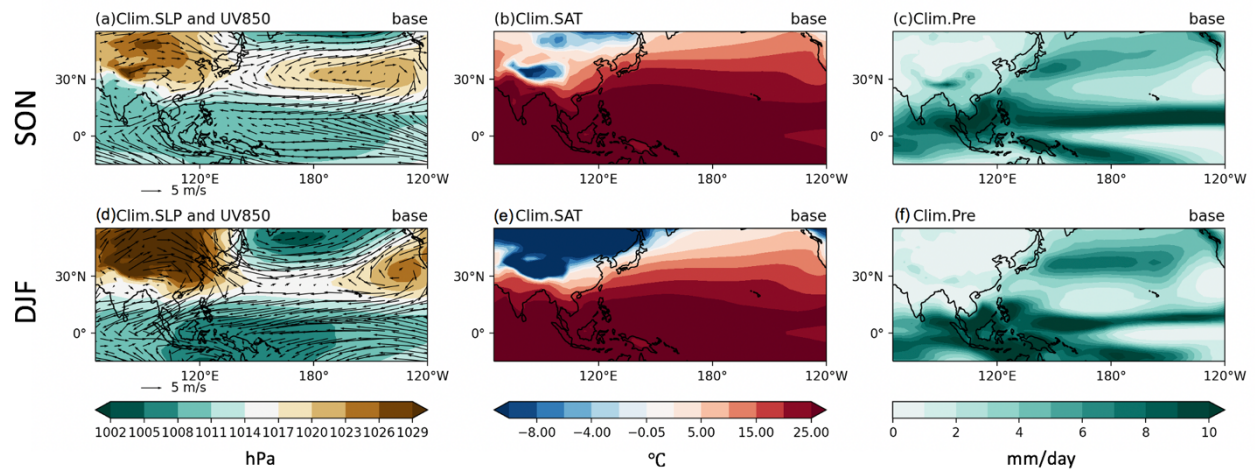 (a)Clim.SLP and UV850 base
(b)Clim.SAT base
(c)Clim.Pre base
SON
30°N
0°
120°E 180° 120°W
120°E 180° 120°W
120°E 180° 120°W
5 m/s
(d)Clim.SLP and UV850 base
(e)Clim.SAT base
(f)Clim.Pre base
DJF
30°N
0°
30°N
0°
30°N
0°
30°N
0°
30°N
0°
120°E 180° 120°W
120°E 180° 120°W
120°E 180° 120°W
5 m/s
1002 1005 1008 1011 1014 1017 1020 1023 1026 1029
−8.00 −4.00 −0.05 5.00 15.00 25.00
0 2 4 6 8 10
hPa
°C
mm/day